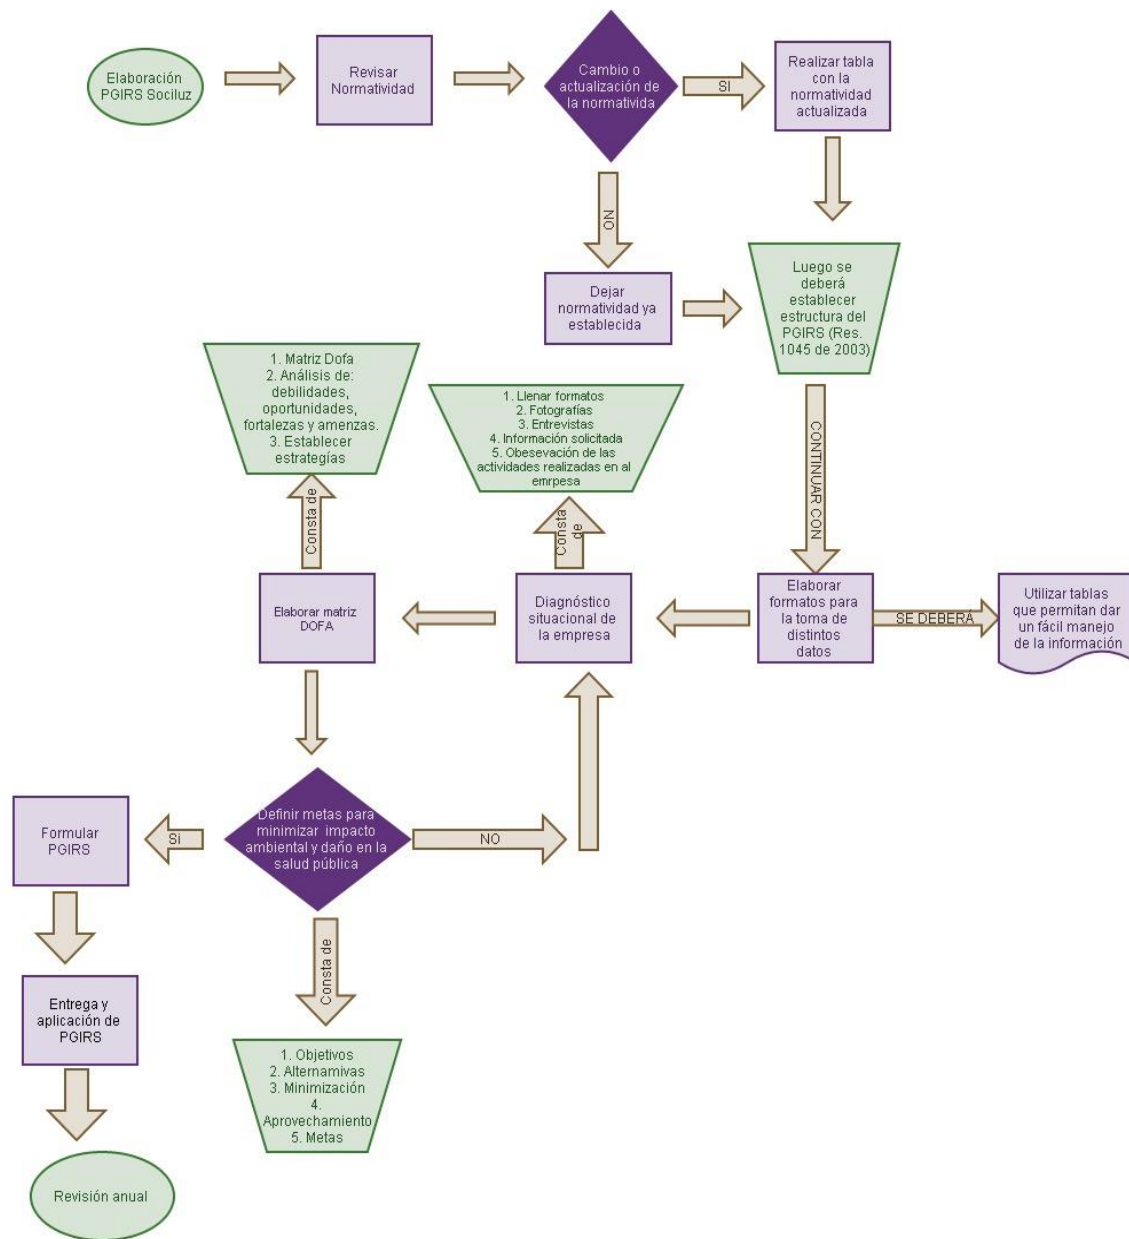 Elaboración
PGIRS Sociluz
Revisar
Normatividad
Cambio o
actualización de
la normativida
SI
Realizar tabla
con la
normatividad
actualizada
NO
Dejar
normatividad ya
establecida
Luego se
deberá
establecer
estructura del
PGIRS (Res.
1045 de 2003)
CONTINUAR CON
Elaborar
formatos para
la toma de
distintos
datos
SE DEBERÁ
Utilizar tablas
que permitan dar
un fácil manejo
de la información
Diagnóstico
situacional de
la empresa
Consta
de
1. Llenar formatos
2. Fotografías
3. Entrevistas
4. Información solicitada
5. Obesevación de las
actividades realizadas en al
emrpesa
Elaborar matriz
DOFA
Consta de
1. Matriz Dofa
2. Análisis de:
debilidades,
oportunidades,
fortalezas y amenzas.
3. Establecer
estrategías
Definir metas para
minimizar impacto
ambiental y daño en la
salud pública
NO
Si
Consta de
1. Objetivos
2. Alternamivas
3. Minimización
4.
Aprovechamiento
5. Metas
Formular
PGIRS
Entrega y
aplicación de
PGIRS
Revisión anual